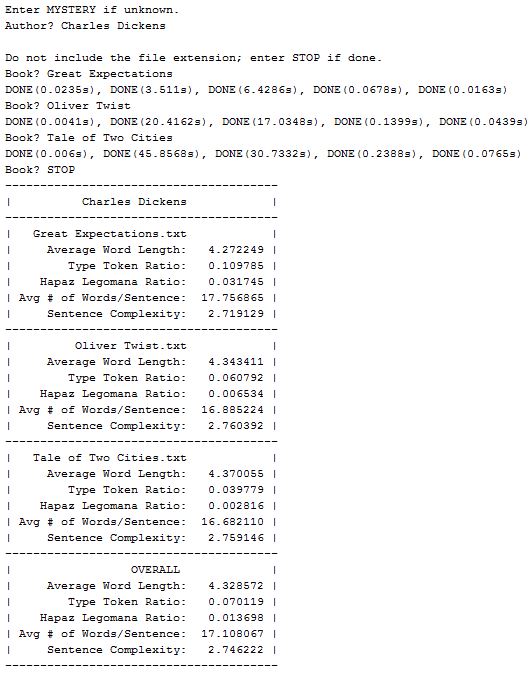 Enter MYSTERY if unknown.
Author? Charles Dickens
Do not include the file extension; enter STOP if done.
Book? Great Expectations
DONE(0.0235s), DONE(3.511s), DONE(6.4286s), DONE(0.0678s), DONE(0.0163s)
Book? Oliver Twist
DONE(0.0041s), DONE(20.4162s), DONE(17.0348s), DONE(0.1399s), DONE(0.0439s)
Book? Tale of Two Cities
DONE(0.006s), DONE(45.8568s), DONE(30.7332s), DONE(0.2388s), DONE(0.0765s)
Book? STOP
---------------------------------------
| Charles Dickens |
---------------------------------------
| Great Expectations.txt |
| Average Word Length: 4.272249 |
| Type Token Ratio: 0.109785 |
| Hapaz Legomana Ratio: 0.031745 |
| Avg # of Words/Sentence: 17.756865 |
| Sentence Complexity: 2.719129 |
---------------------------------------
| Oliver Twist.txt |
| Average Word Length: 4.343411 |
| Type Token Ratio: 0.060792 |
| Hapaz Legomana Ratio: 0.006534 |
| Avg # of Words/Sentence: 16.885224 |
| Sentence Complexity: 2.760392 |
---------------------------------------
| Tale of Two Cities.txt |
| Average Word Length: 4.370055 |
| Type Token Ratio: 0.039779 |
| Hapaz Legomana Ratio: 0.002816 |
| Avg # of Words/Sentence: 16.682110 |
| Sentence Complexity: 2.759146 |
---------------------------------------
| OVERALL |
| Average Word Length: 4.328572 |
| Type Token Ratio: 0.070119 |
| Hapaz Legomana Ratio: 0.013698 |
| Avg # of Words/Sentence: 17.108067 |
| Sentence Complexity: 2.746222 |
---------------------------------------